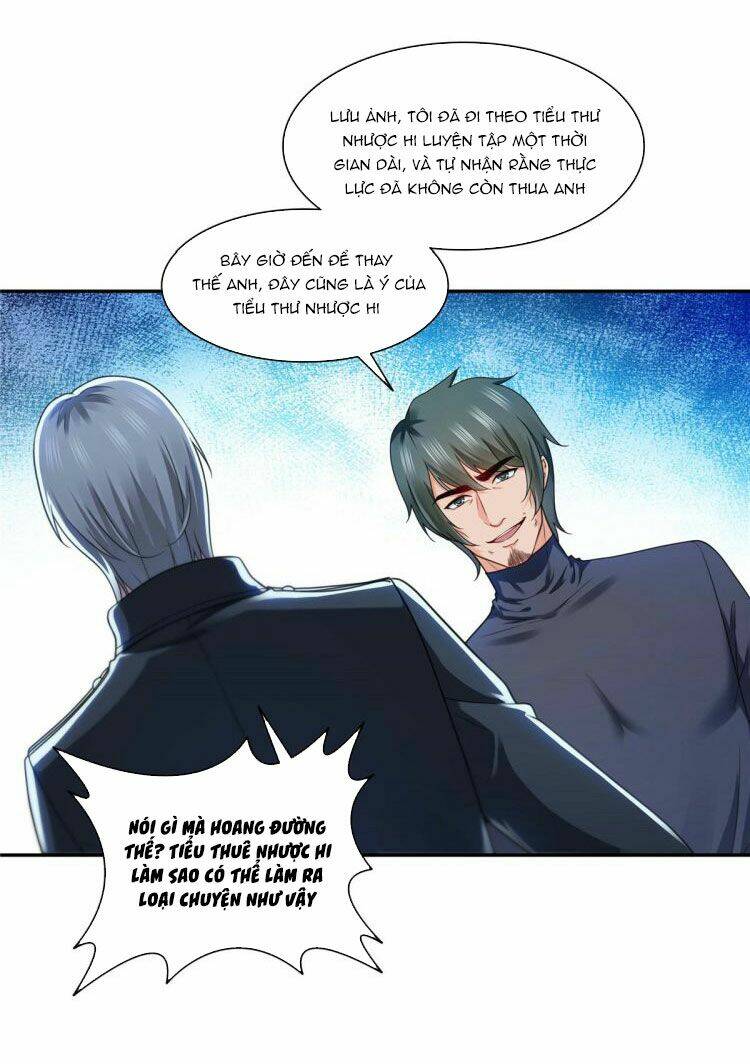 LƯU ẢNH, TÔI ĐÃ ĐI THEO TIỂU THƯ
NHƯỢC HI LUYỆN TẬP MỘT THỜI
GIAN DÀI, VÀ TỰ NHẬN RẰNG THỰC
LỰC ĐÃ KHÔNG CÒN THUA ANH
BÂY GIỜ ĐẾN ĐỂ THAY
THẾ ANH, ĐÂY CŨNG LÀ Ý CỦA
TIỂU THƯ NHƯỢC HI
NÓI GÌ MÀ HOANG ĐƯỜNG
THẾ? TIỂU THUÊ NHƯỢC HI
LÀM SAO CÓ THỂ LÀM RA
LOẠI CHUYỆN NHƯ VẬY